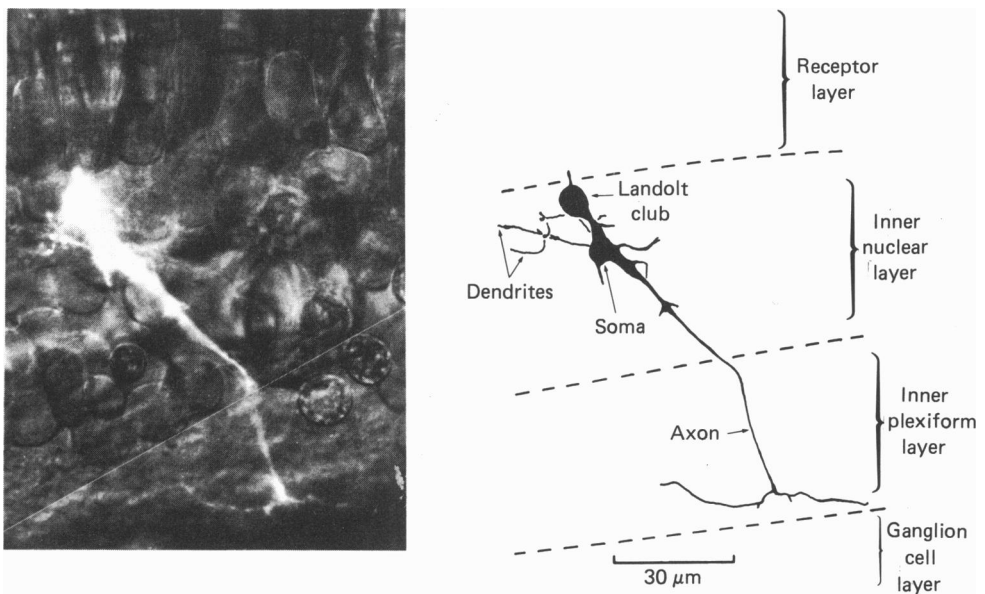 Receptor
layer
Landolt
club
Inner
nuclear
layer
Dendrites
Soma
Inner
plexiform
layer
Axon
Ganglion
cell
layer
30 μm